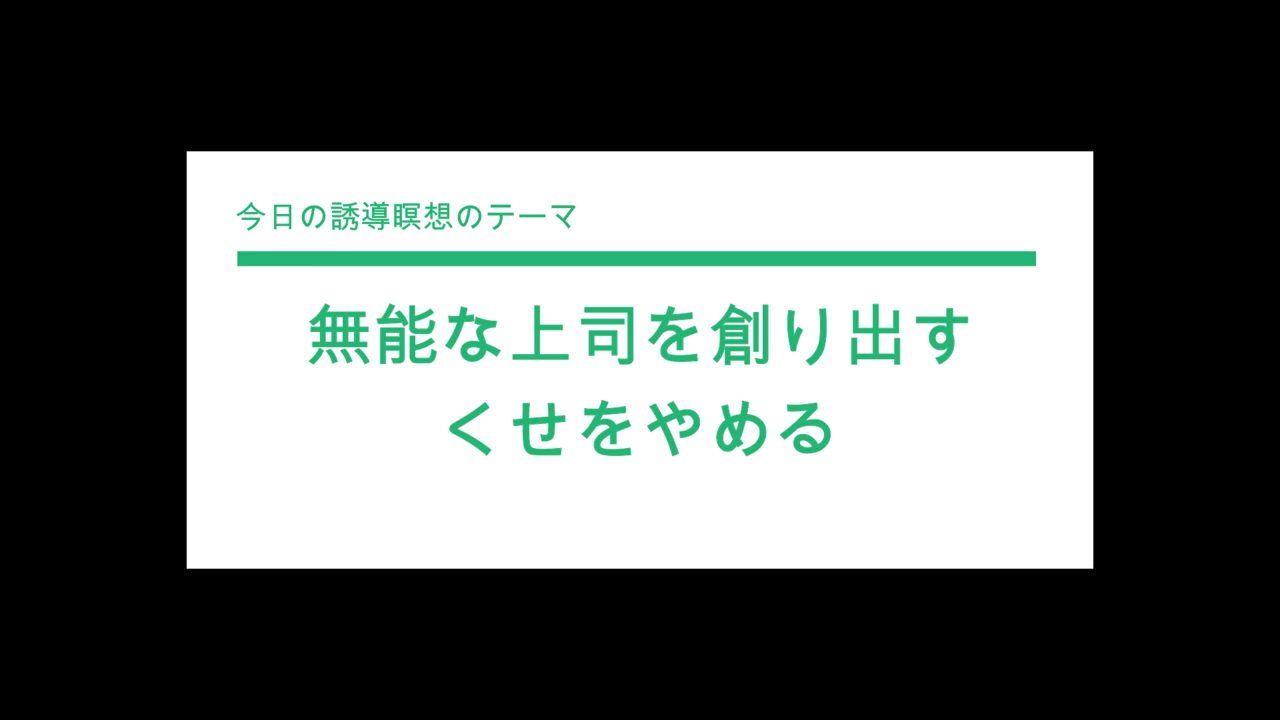 今日の誘導瞑想のテーマ
無能な上司を創り出す
くせをやめる